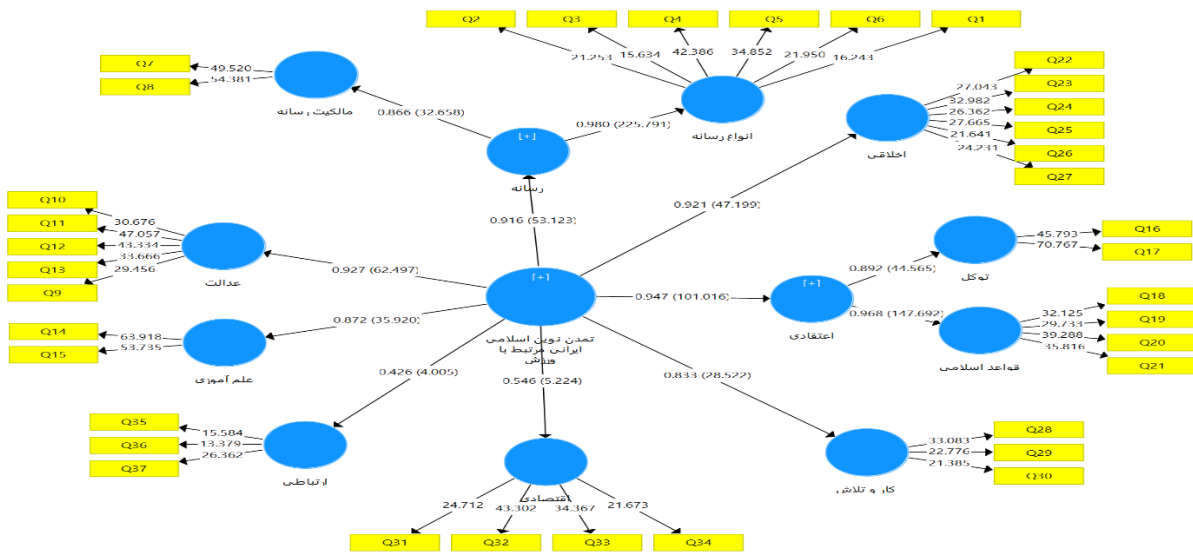 Q2
Q3
Q4
Q5
Q6
Q1
21.253
15.634
42.386
34.852
21.950
16.243
Q7
Q8
49.520
54.381
مالکیت رسانه
0.866 (32.658)
0.980 (225.791)
انواع رسانه
[+]
رسانه
0.916 (53.123)
Q22
Q23
Q24
Q25
Q26
Q27
27.043
32.982
26.362
27.665
21.641
24.231
اخلاقی
0.921 (47.199)
Q10
Q11
Q12
Q13
Q9
30.676
47.057
43.334
33.666
29.456
عدالت
0.927 (62.497)
Q16
Q17
45.793
70.767
توکل
0.892 (44.565)
[+]
اعتقادی
0.947 (101.016)
0.968 (147.692)
Q18
Q19
Q20
Q21
32.125
29.733
39.288
35.816
قواعد اسلامی
[+]
تمدن نوین اسلامی
ایرانی مرتبط با
ورزش
Q14
Q15
63.918
53.735
علم آموزی
0.872 (35.920)
0.426 (4.005)
0.546 (5.224)
0.833 (28.522)
Q35
Q36
Q37
15.584
13.379
26.362
ارتباطی
اقتصادی
24.712
43.302
34.367
21.673
Q31
Q32
Q33
Q34
Q28
Q29
Q30
33.083
22.776
21.385
کار و تلاش